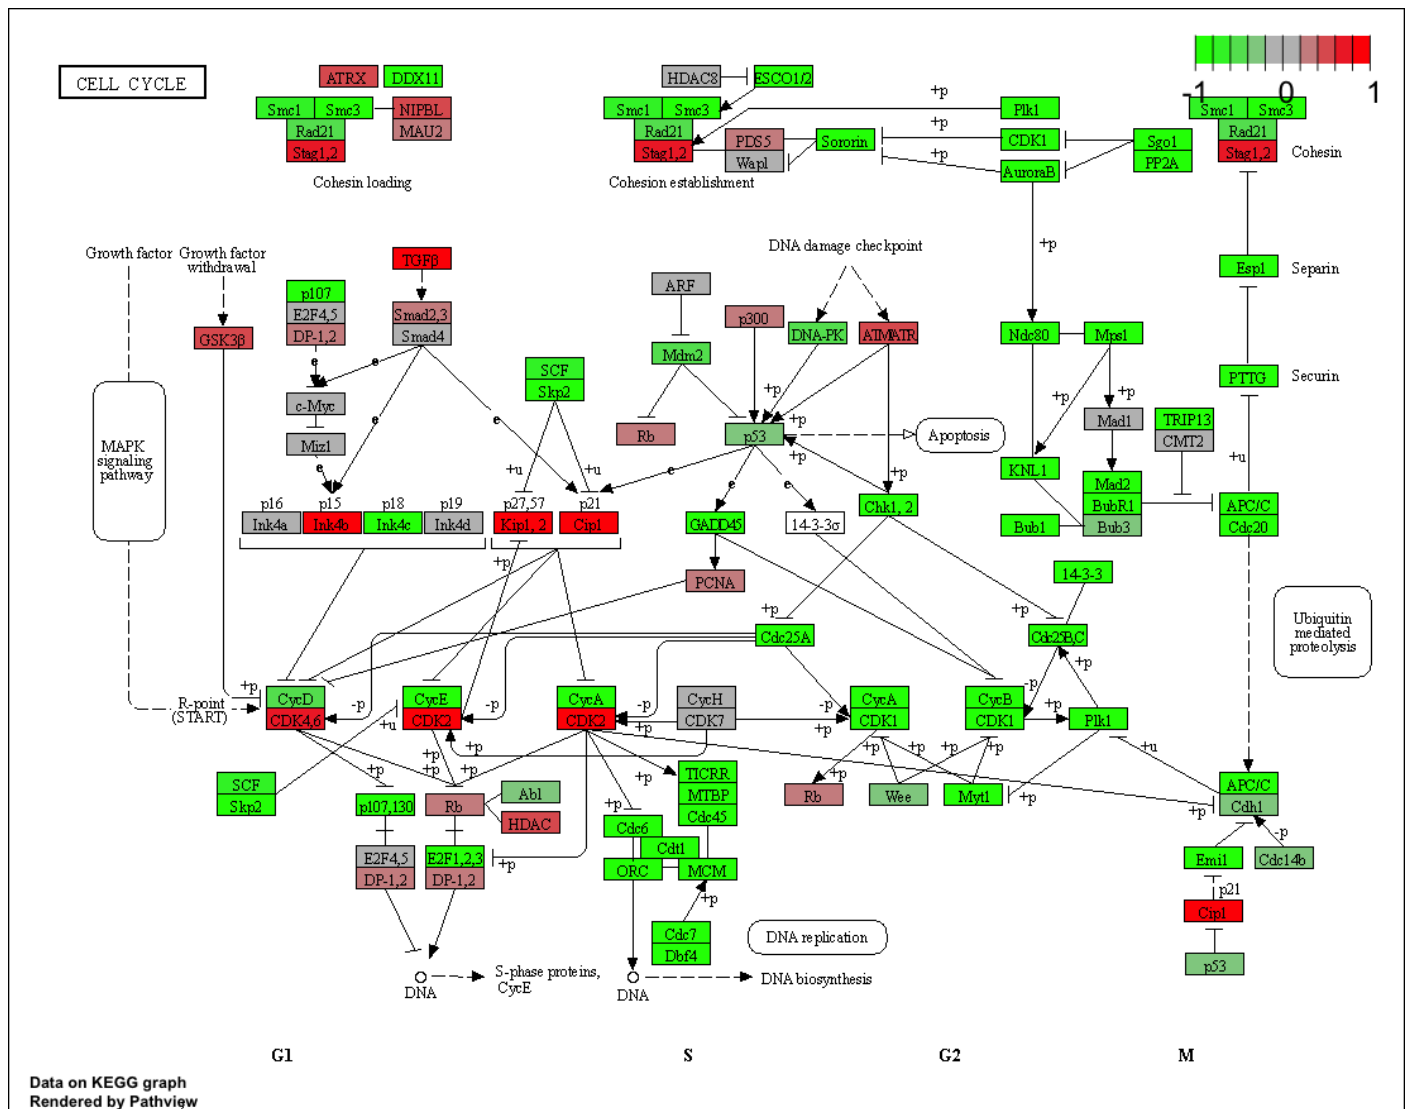 CELL CYCLE
ATRX
DDX11
Smc1
Smc3
NIPBL
Rad21
MAU2
Stag1,2
Cohesin loading
HDAC8
ESCO1/2
Smc1
Smc3
Rad21
Stag1,2
PDS5
Wapl
Sororin
Cohesion establishment
+p
Plk1
+p
CDK1
+p
AuroraB
Sgo1
PP2A
-1
0
1
Smc1
Smc3
Rad21
Stag1,2
Cohesin
+p
Esp1
Separin
PTTG
Securin
Growth factor
Growth factor
withdrawal
GSK3β
p107
E2F4,5
DP-1,2
TGFβ
Smad2,3
Smad4
e
e
c-Myc
Miz1
e
e
e
SCF
Skp2
+u
+u
ARF
Mdm2
Rb
p300
DNA damage checkpoint
DNA-PK
ATM/ATR
+p
+p
p53
+p
Apoptosis
e
e
e
+p
Chk1, 2
Ndc80
Mps1
+p
+p
Mad1
TRIP13
CMT2
KNL1
Mad2
BubR1
Bub1
Bub3
+u
APC/C
Cdc20
MAPK
signaling
pathway
p16
Ink4a
p15
Ink4b
p18
Ink4c
p19
Ink4d
p27,57
Kip1, 2
p21
Cip1
GADD45
14-3-3σ
PCNA
+p
14-3-3
+p
Cdc25A
+p
Cdc25B,C
Ubiquitin
mediated
proteolysis
R-point
(START)
+p
CycD
CDK4,6
-p
CycE
CDK2
-p
+u
CycA
CDK2
-p
+p
CycH
CDK7
-p
+p
CycA
CDK1
CycB
CDK1
-p
+p
+p
Plk1
+u
+p
+p
+p
+p
+p
+p
+p
+p
+p
+p
+p
SCF
Skp2
p107,130
Rb
Abl
HDAC
E2F4,5
DP-1,2
E2F1,2,3
DP-1,2
+p
TICRR
MTBP
Cdc45
Cdc6
Cdt1
ORC
MCM
+p
Cdc7
Dbf4
Rb
Wee
Myt1
APC/C
Cdh1
-p
Emi1
Cdc14b
p21
Cip1
p53
DNA replication
DNA
S-phase proteins,
CycE
DNA
DNA biosynthesis
G1
S
G2
M
Data on KEGG graph
Rendered by Pathview